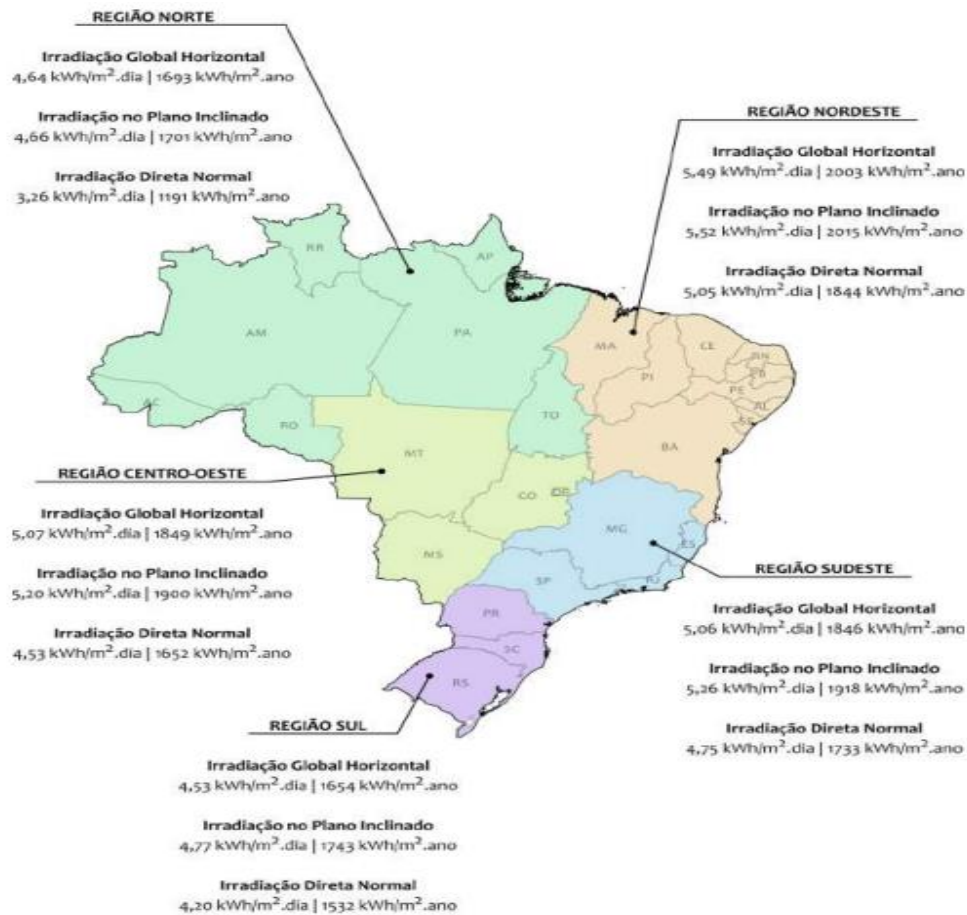 REGIÃO NORTE
Irradiação Global Horizontal
4,64 kWh/m².dia | 1693 kWh/m².ano
Irradiação no Plano Inclinado
4,66 kWh/m².dia | 1701 kWh/m².ano
Irradiação Direta Normal
3,26 kWh/m².dia | 1191 kWh/m².ano
REGIÃO NORDESTE
Irradiação Global Horizontal
5,49 kWh/m².dia | 2003 kWh/m².ano
Irradiação no Plano Inclinado
5,52 kWh/m².dia | 2015 kWh/m².ano
Irradiação Direta Normal
5,05 kWh/m².dia | 1844 kWh/m².ano
RR
AP
AM
PA
MA
CE
RN
PB
PI
PE
AL
SE
AC
TO
RO
BA
MT
GO
DF
MG
ES
MS
SP
RJ
PR
SC
RS
REGIÃO CENTRO-OESTE
Irradiação Global Horizontal
5,07 kWh/m².dia | 1849 kWh/m².ano
Irradiação no Plano Inclinado
5,20 kWh/m².dia | 1900 kWh/m².ano
Irradiação Direta Normal
4,53 kWh/m².dia | 1652 kWh/m².ano
REGIÃO SUDESTE
Irradiação Global Horizontal
5,06 kWh/m².dia | 1846 kWh/m².ano
Irradiação no Plano Inclinado
5,26 kWh/m².dia | 1918 kWh/m².ano
Irradiação Direta Normal
4,75 kWh/m².dia | 1733 kWh/m².ano
REGIÃO SUL
Irradiação Global Horizontal
4,53 kWh/m².dia | 1654 kWh/m².ano
Irradiação no Plano Inclinado
4,77 kWh/m².dia | 1743 kWh/m².ano
Irradiação Direta Normal
4,20 kWh/m².dia | 1532 kWh/m².ano